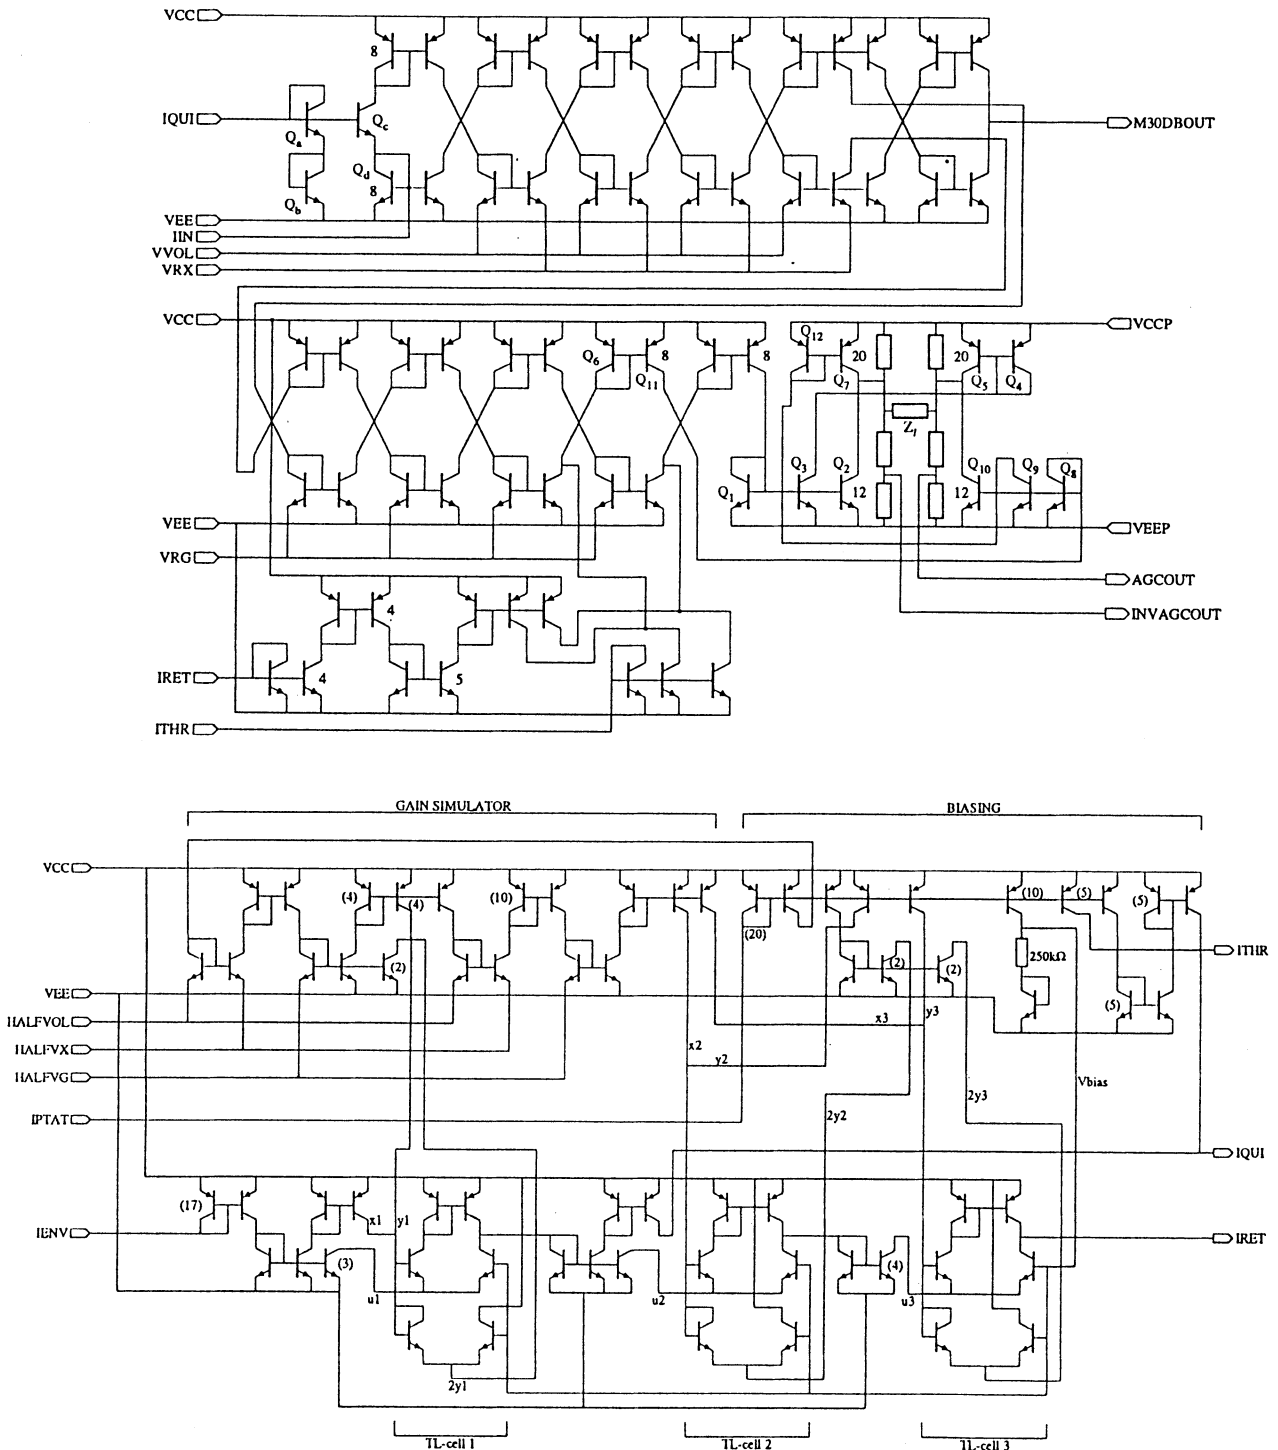 VCC
8
IQUI
Qa
Qc
M30DBOUT
Qd
8
Qb
VEE
IIN
VVOL
VRX
VCC
VCCP
Q6
8
8
Q12
20
20
Q11
Q7
Q5
Q4
Zl
Q3
Q2
Q10
Q9
Q8
Q1
12
12
VEE
VEEP
VRG
AGCOUT
4
INVAGCOUT
IRET
4
5
ITHR
GAIN SIMULATOR
BIASING
VCC
(4)
(4)
(10)
(10)
(5)
(5)
(20)
ITHR
250kΩ
(2)
(2)
(2)
VEE
(5)
HALFVOL
x3
y3
HALFVX
x2
y2
HALFVG
Vbias
2y3
IPTAT
2y2
IQUI
(17)
x1
y1
IENV
IRET
(3)
(4)
u1
u2
u3
2y1
TL-cell 1
TL-cell 2
TL-cell 3